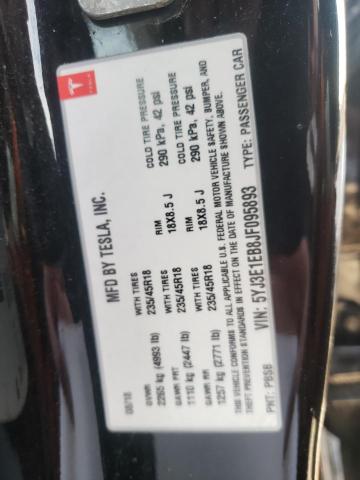 TESLA
MFD BY TESLA, INC.
08/18
GVWR
2265 kg (4993 lb)
GAWR FRT WITH TIRES RIM COLD TIRE PRESSURE
1110 kg (2447 lb) 235/45R18 18X8.5 J 290 kPa, 42 psi
GAWR RR WITH TIRES RIM COLD TIRE PRESSURE
1257 kg (2771 lb) 235/45R18 18X8.5 J 290 kPa, 42 psi
THIS VEHICLE CONFORMS TO ALL APPLICABLE U.S. FEDERAL MOTOR VEHICLE SAFETY, BUMPER, AND
THEFT PREVENTION STANDARDS IN EFFECT ON THE DATE OF MANUFACTURE SHOWN ABOVE.
VIN: 5YJ3E1EB8JF095893 TYPE: PASSENGER CAR
PNT: PBSB